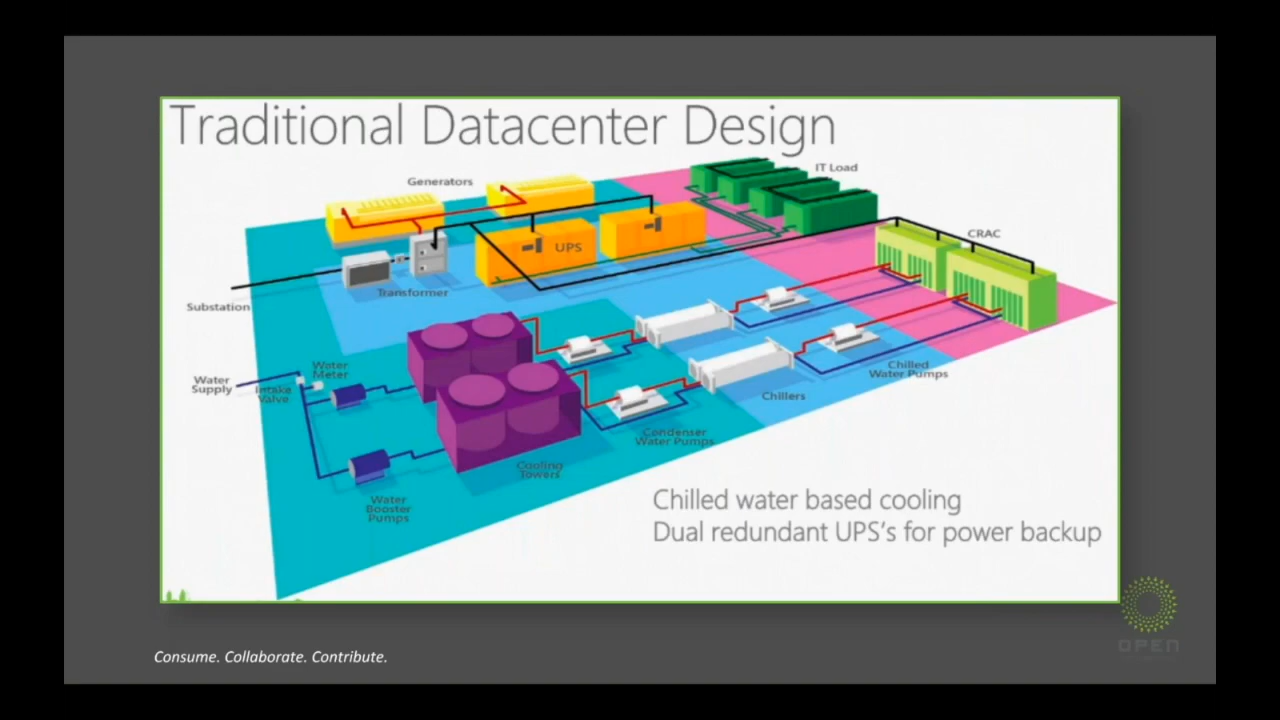 Traditional Datacenter Design
IT Load
Generators
CRAC
UPS
Transformer
Substation
Water
Meter
Water
Supply
Intake
Valve
Chilled
Water Pumps
Chillers
Condenser
Water Pumps
Cooling
Towers
Water
Booster
Pumps
Chilled water based cooling
Dual redundant UPS's for power backup
OPEN
Consume. Collaborate. Contribute.